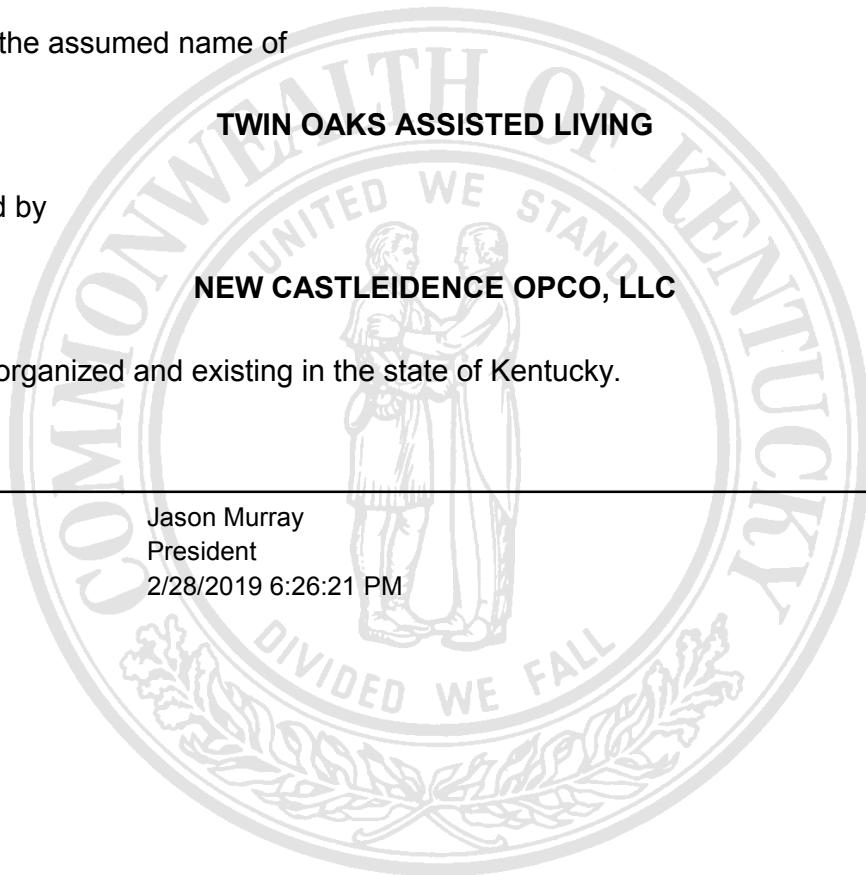 the assumed name of
TWIN OAKS ASSISTED LIVING
d by
NEW CASTLEIDENCE OPCO, LLC
organized and existing in the state of Kentucky.
Jason Murray
President
2/28/2019 6:26:21 PM
COMMONWEALTH OF KENTUCKY
UNITED WE STAND
DIVIDED WE FALL